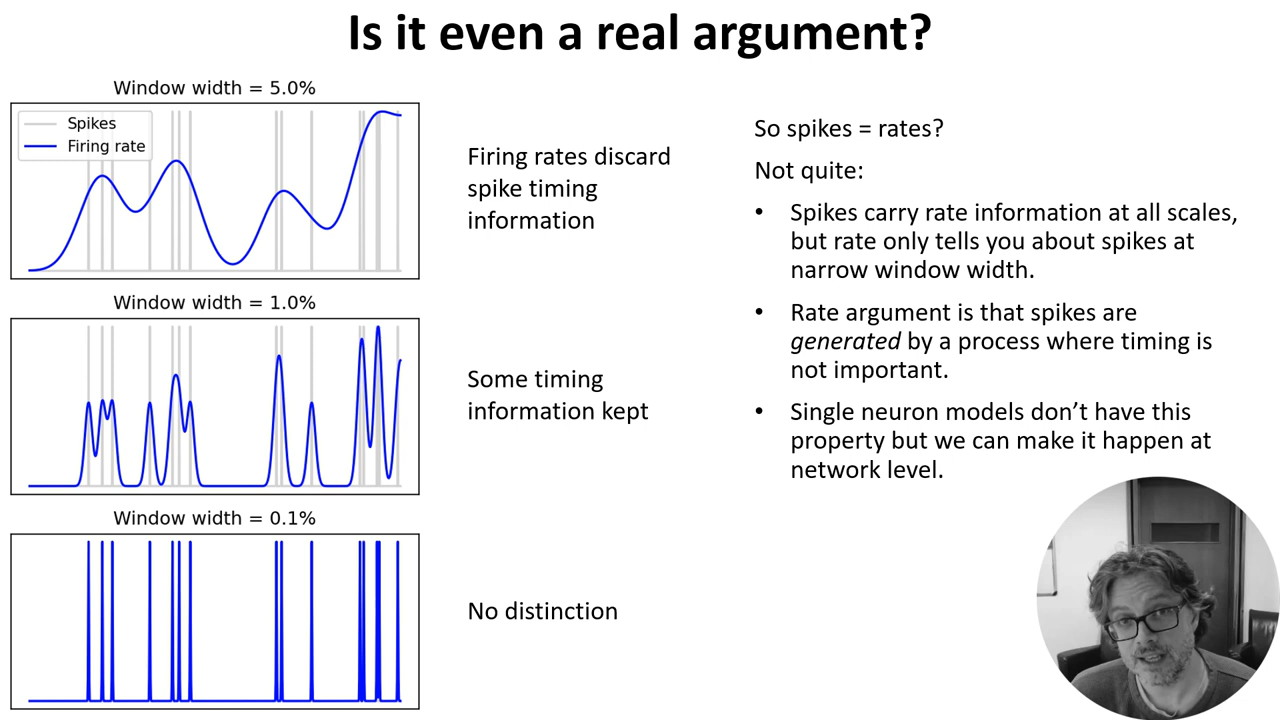 Is it even a real argument?
Window width = 5.0%
Spikes
Firing rate
Firing rates discard
spike timing
information
Window width = 1.0%
Some timing
information kept
Window width = 0.1%
No distinction
So spikes = rates?
Not quite:
• Spikes carry rate information at all scales,
but rate only tells you about spikes at
narrow window width.
• Rate argument is that spikes are
generated by a process where timing is
not important.
• Single neuron models don’t have this
property but we can make it happen at
network level.